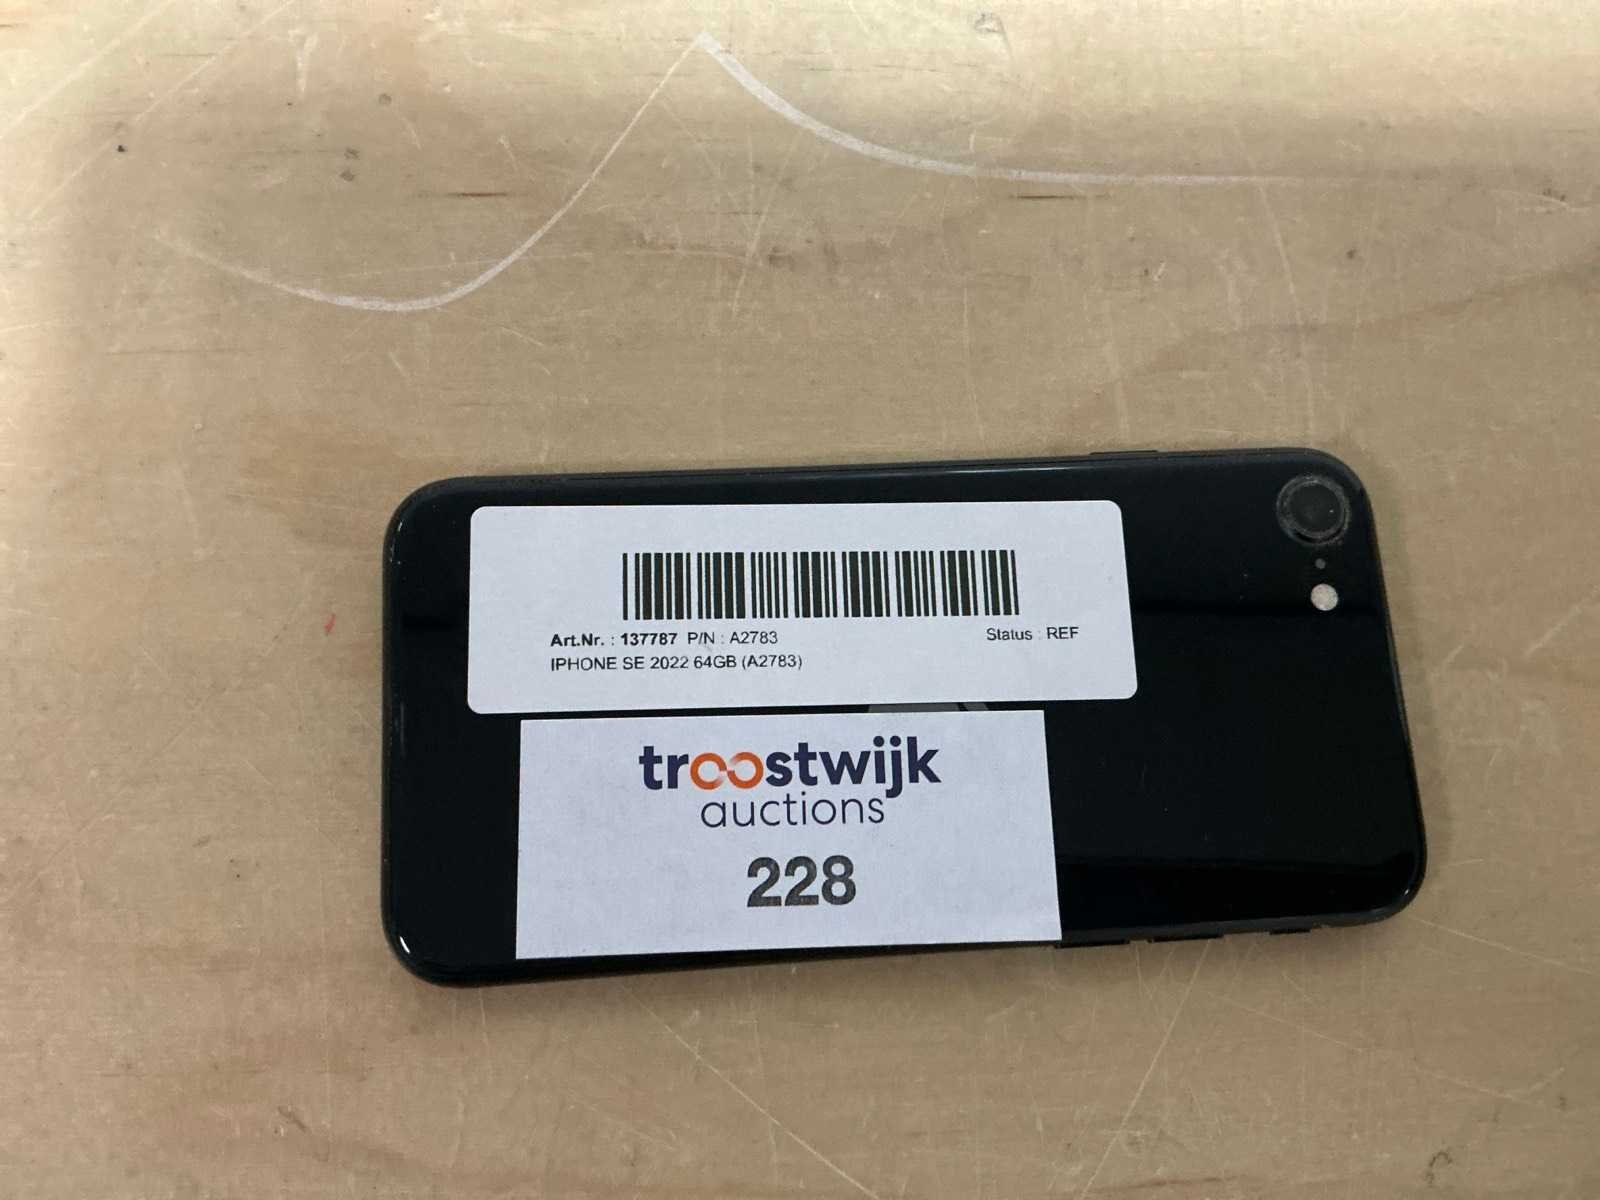 Art.Nr. : 137787 P/N : A2783 Status : REF
IPHONE SE 2022 64GB (A2783)
troostwijk
auctions
228